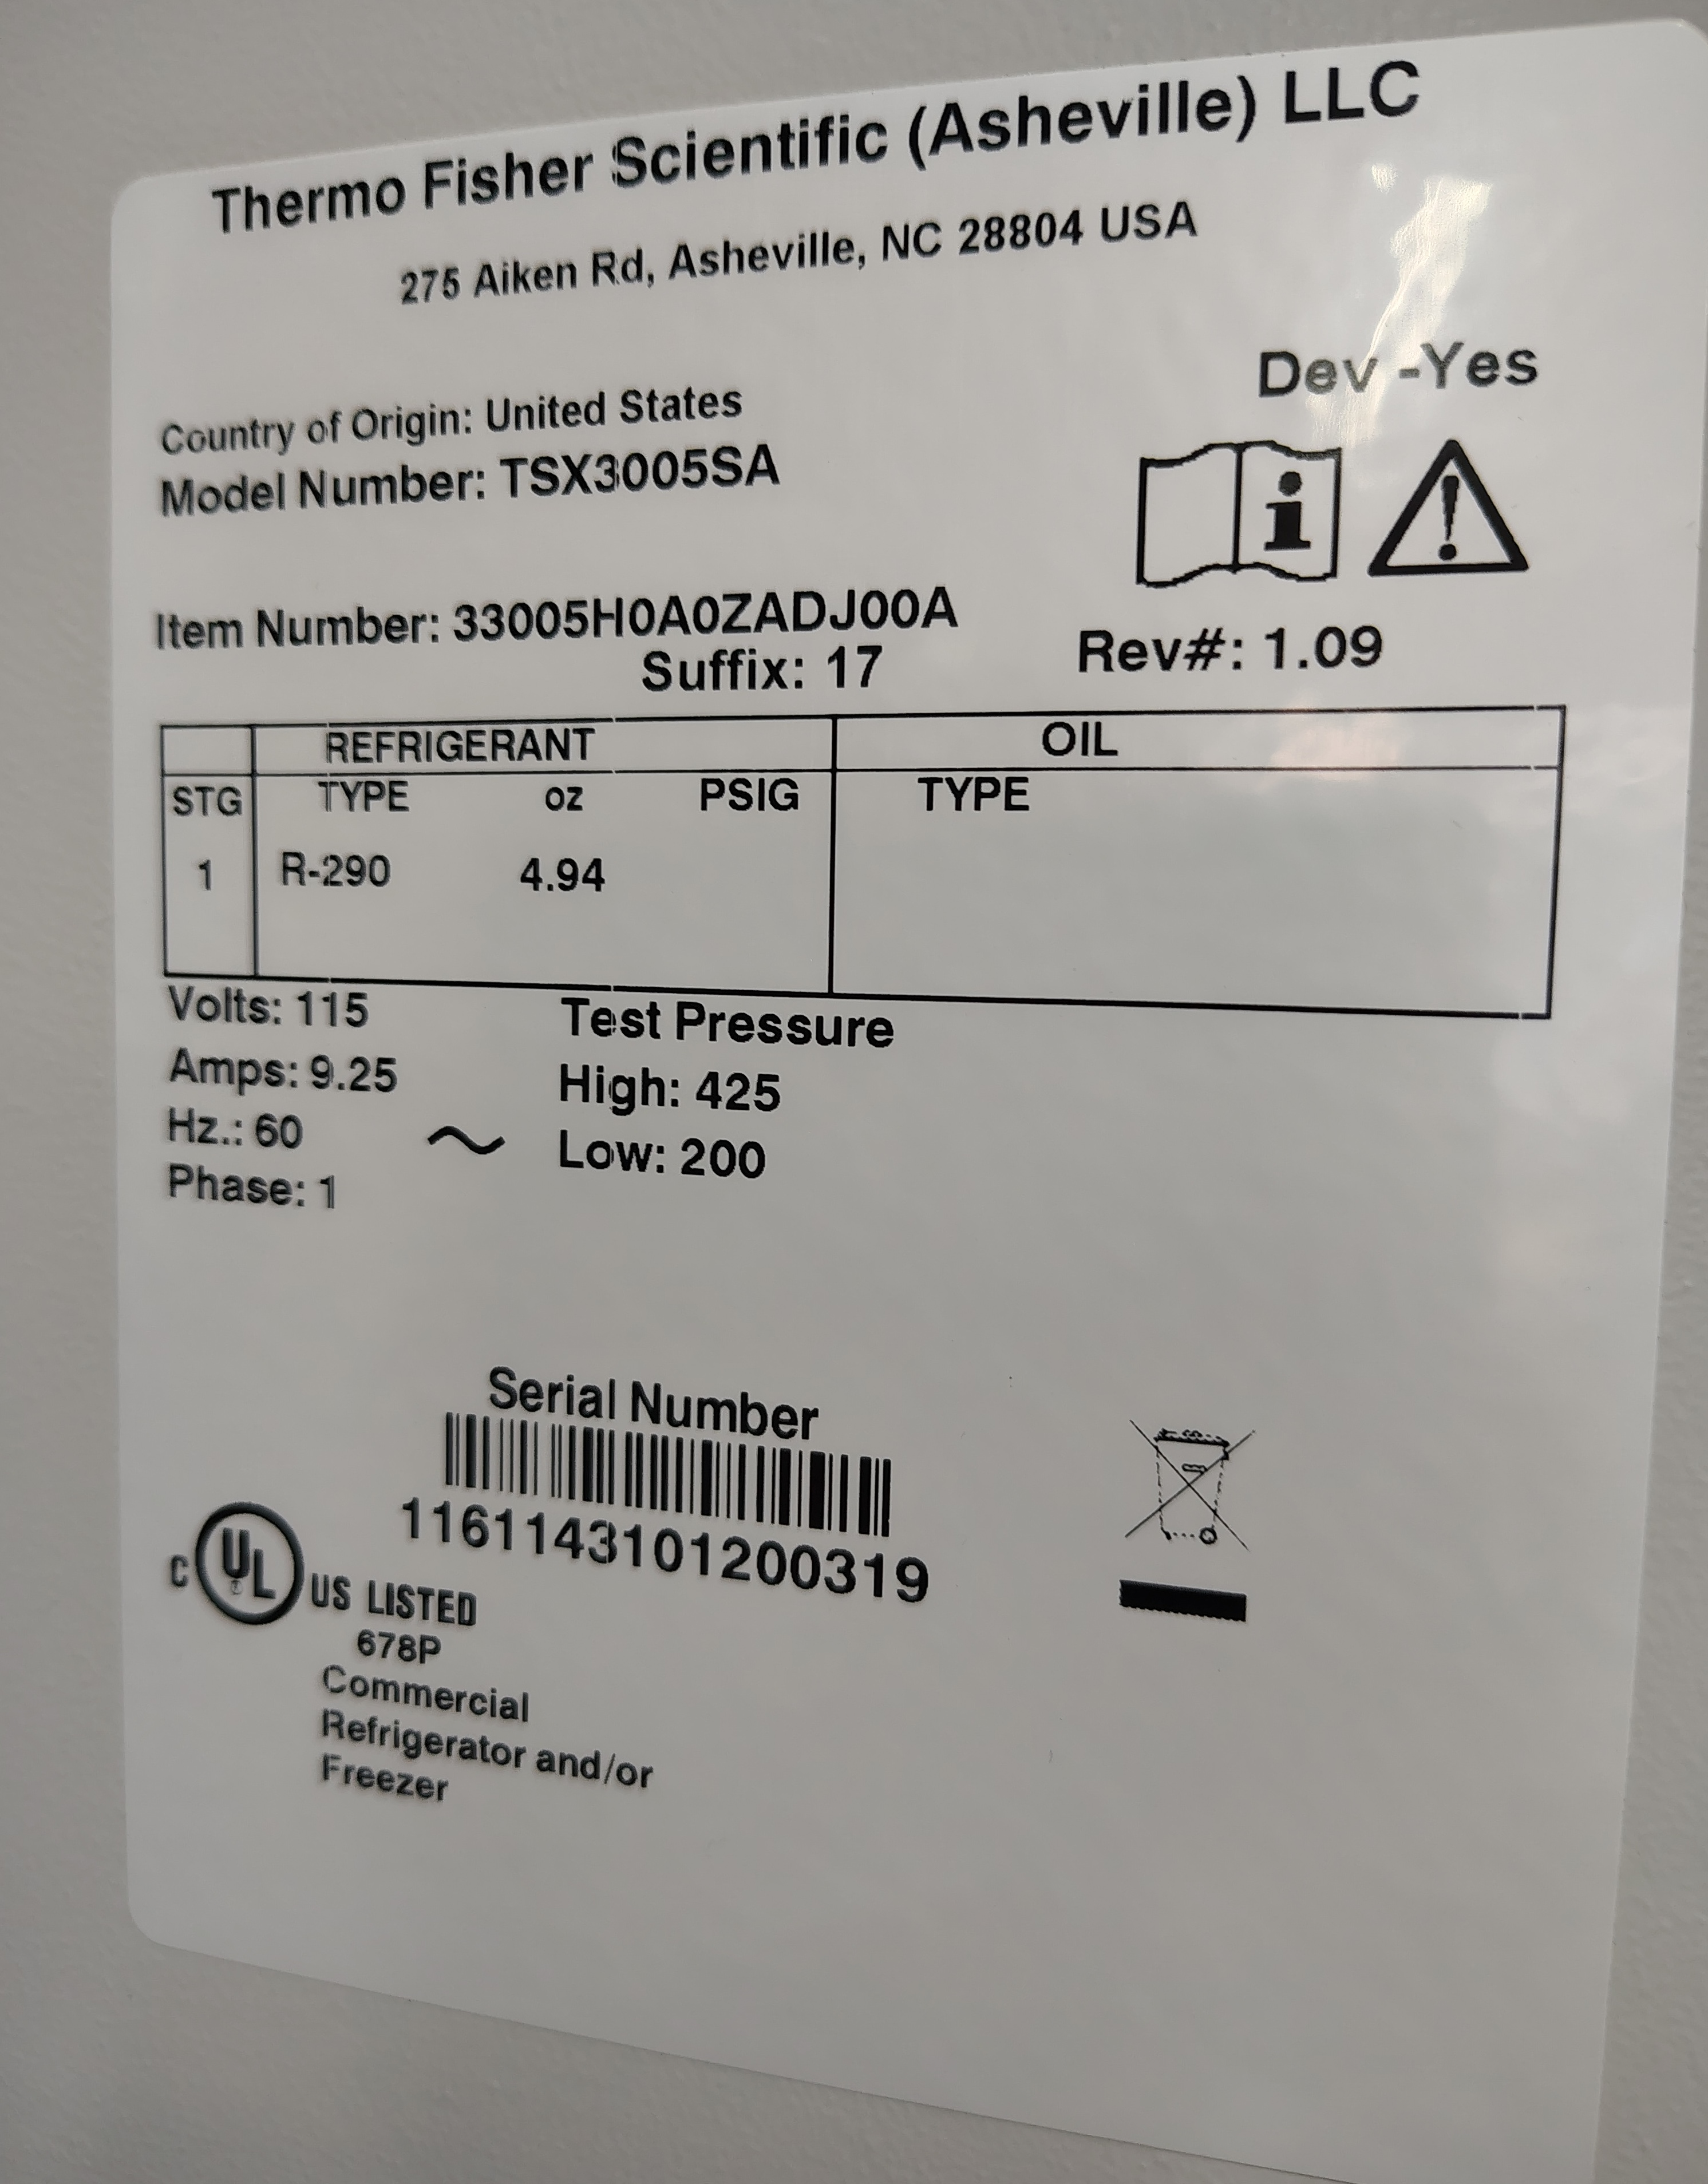 Thermo Fisher Scientific (Asheville) LLC
275 Aiken Rd, Asheville, NC 28804 USA
Dev -Yes
Country of Origin: United States
Model Number: TSX3005SA
Item Number: 33005H0A0ZADJ00A
Suffix: 17
Rev#: 1.09
REFRIGERANT OIL
STG TYPE oz PSIG TYPE
1 R-290 4.94
Volts: 115
Amps: 9.25
Hz.: 60
Phase: 1
~
Test Pressure
High: 425
Low: 200
Serial Number
1161143101200319
C UL US LISTED
678P
Commercial
Refrigerator and/or
Freezer